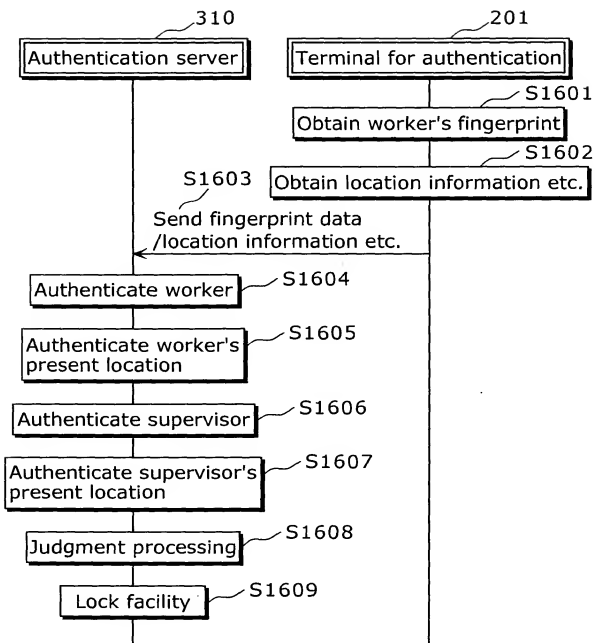 310
201
Authentication server
Terminal for authentication
S1601
Obtain worker's fingerprint
S1602
Obtain location information etc.
S1603
Send fingerprint data
/location information etc.
S1604
Authenticate worker
S1605
Authenticate worker's
present location
S1606
Authenticate supervisor
S1607
Authenticate supervisor's
present location
S1608
Judgment processing
S1609
Lock facility